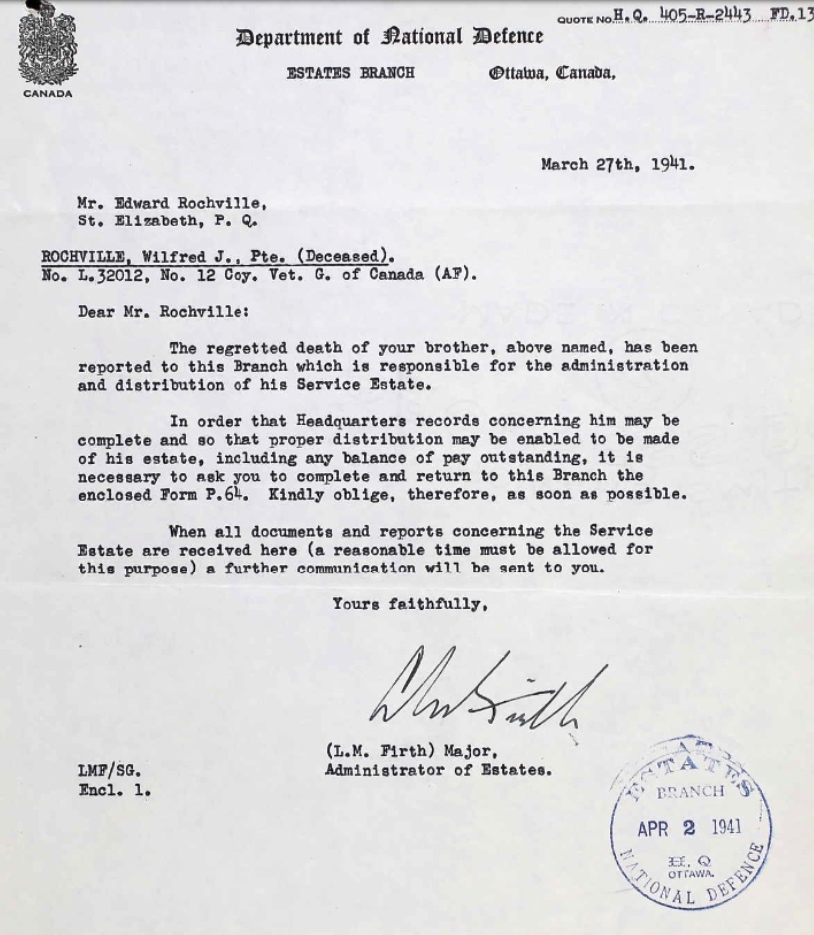 QUOTE NO. H.Q. 405-R-2443 FD.13
CANADA
Department of National Defence
ESTATES BRANCH Ottawa, Canada,
March 27th, 1941.
Mr. Edward Rochville,
St. Elizabeth, P. Q.
ROCHVILLE, Wilfred J., Pte. (Deceased).
No. L.32012, No. 12 Coy. Vet. G. of Canada (AF).
Dear Mr. Rochville:
The regretted death of your brother, above named, has been
reported to this Branch which is responsible for the administration
and distribution of his Service Estate.
In order that Headquarters records concerning him may be
complete and so that proper distribution may be enabled to be made
of his estate, including any balance of pay outstanding, it is
necessary to ask you to complete and return to this Branch the
enclosed Form P.64. Kindly oblige, therefore, as soon as possible.
When all documents and reports concerning the Service
Estate are received here (a reasonable time must be allowed for
this purpose) a further communication will be sent to you.
Yours faithfully,
(L.M. Firth) Major,
Administrator of Estates.
LMF/SG.
Encl. 1.
ESTATES
BRANCH
APR 2 1941
H. Q
OTTAWA.
NATIONAL DEFENCE